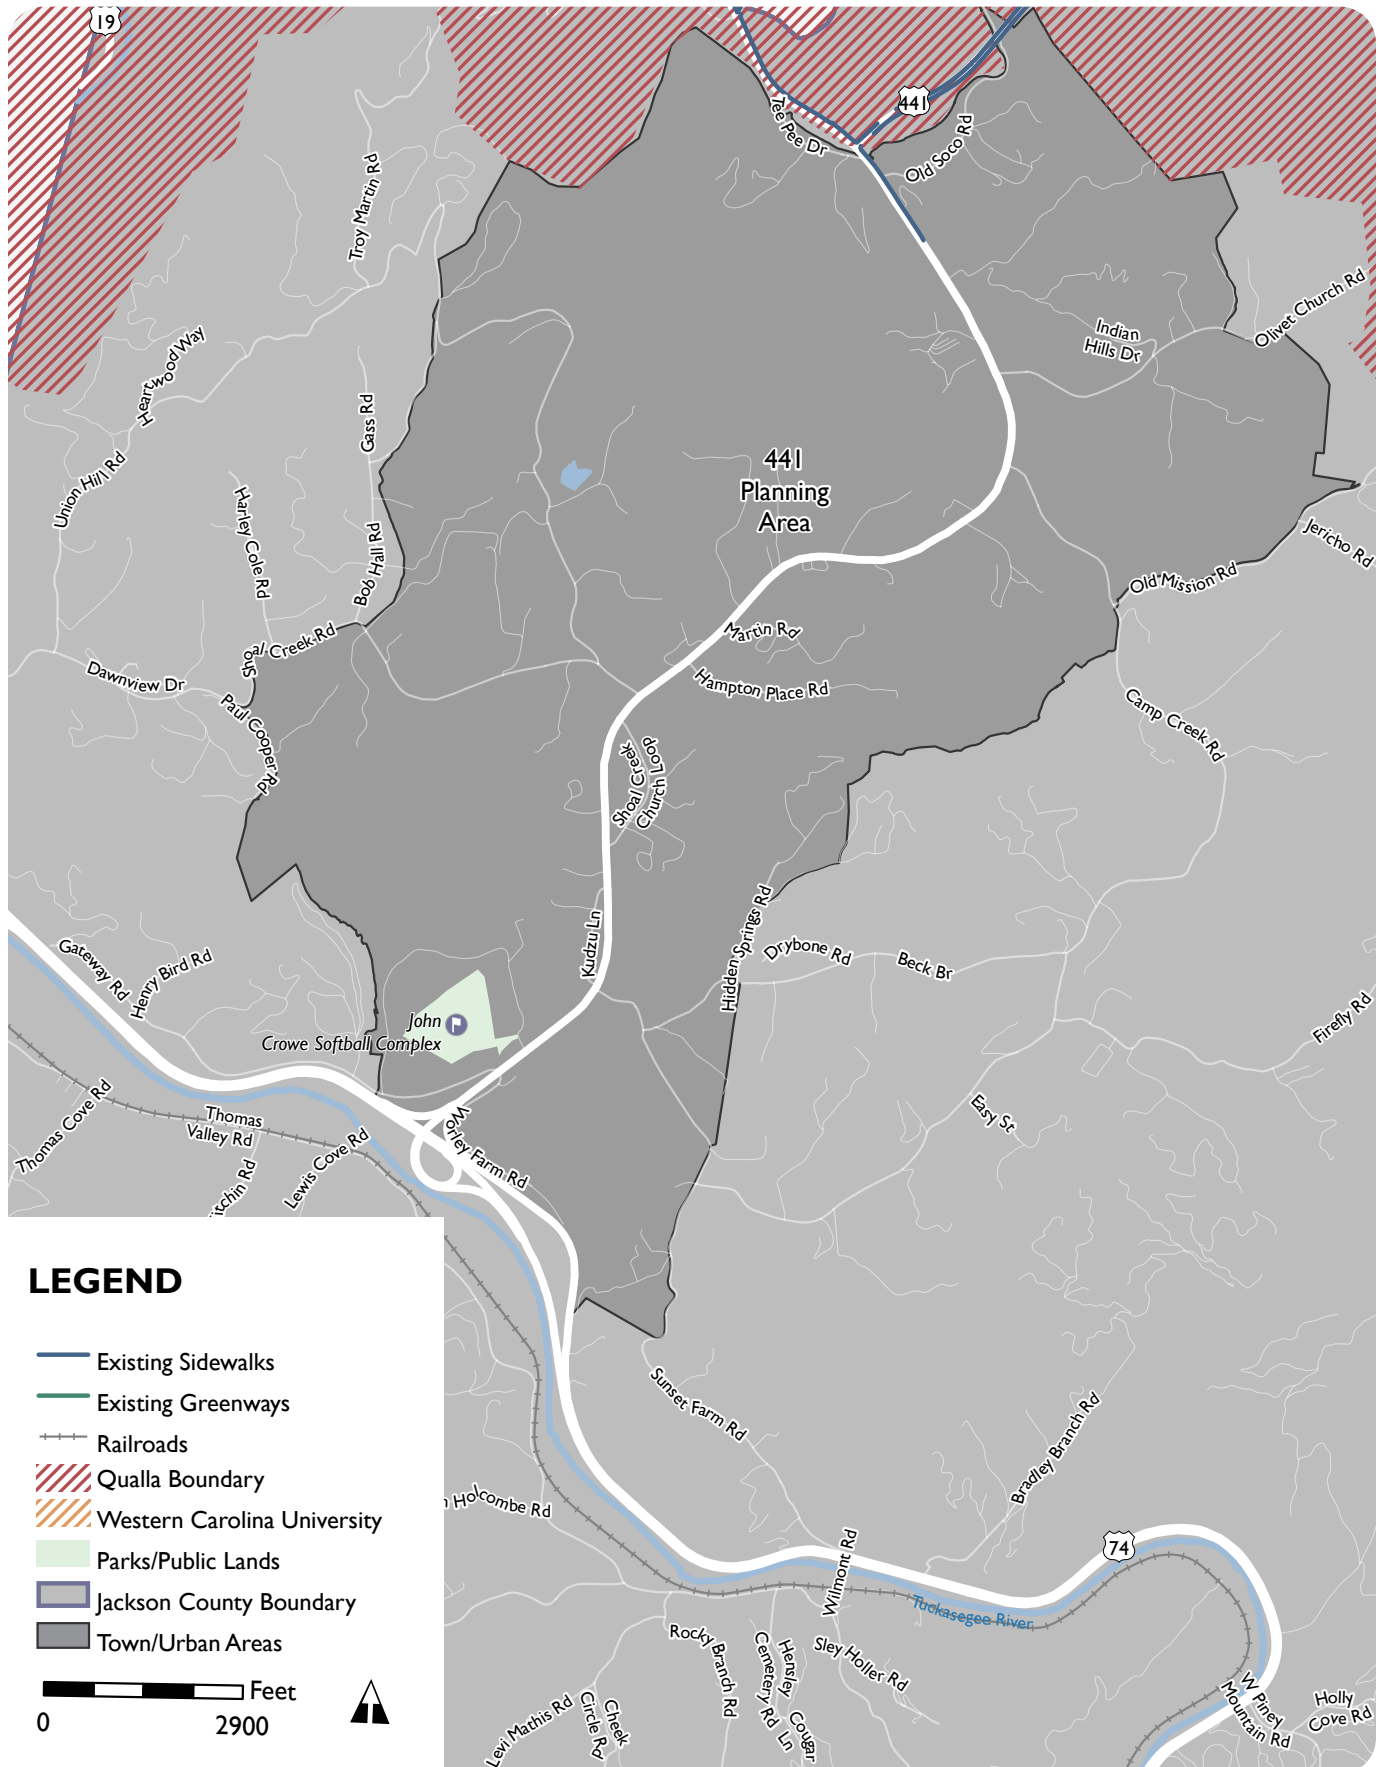 19
441
Tee Pee Dr
Old Soco Rd
Troy Martin Rd
Olivet Church Rd
Indian
Hills Dr
Heartwood Way
Gass Rd
Union Hill Rd
441
Planning
Area
Harley Cole Rd
Bob Hall Rd
Jericho Rd
Old Mission Rd
Martin Rd
Shoal Creek Rd
Dawnview Dr
Hampton Place Rd
Paul Cooper Rd
Camp Creek Rd
Shoal Creek
Church Loop
Hidden Springs Rd
Kudzu Ln
Drybone Rd
Beck Br
Gateway Rd
Henry Bird Rd
John
Crowe Softball Complex
Firefly Rd
Thomas Cove Rd
Thomas
Valley Rd
Lewis Cove Rd
itchin Rd
Worley Farm Rd
Easy St
LEGEND
Existing Sidewalks
Existing Greenways
Railroads
Qualla Boundary
Western Carolina University
Parks/Public Lands
Jackson County Boundary
Town/Urban Areas
Feet
0
2900
Sunset Farm Rd
Bradley Branch Rd
Holcombe Rd
74
Wilmont Rd
Tuckasegee River
Rocky Branch Rd
Cemetery Rd
Hensley
Cougar
Ln
Sley Holler Rd
Levi Mathis Rd
Cheek
Circle Rd
W Piney
Mountain Rd
Holly
Cove Rd